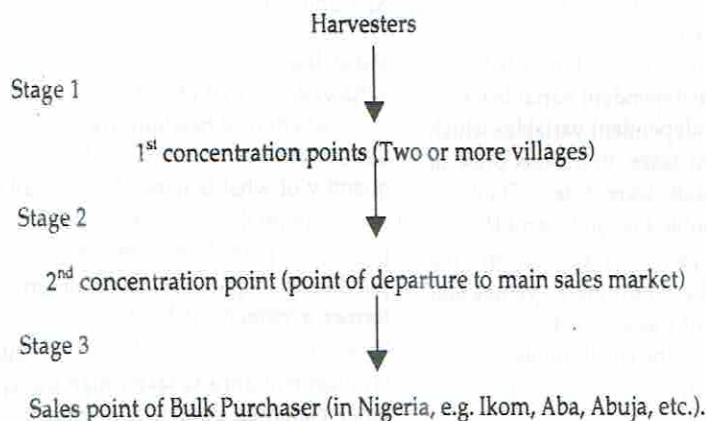 Harvesters
Stage 1
1st concentration points (Two or more villages)
Stage 2
2nd concentration point (point of departure to main sales market)
Stage 3
Sales point of Bulk Purchaser (in Nigeria, e.g. Ikom, Aba, Abuja, etc.).